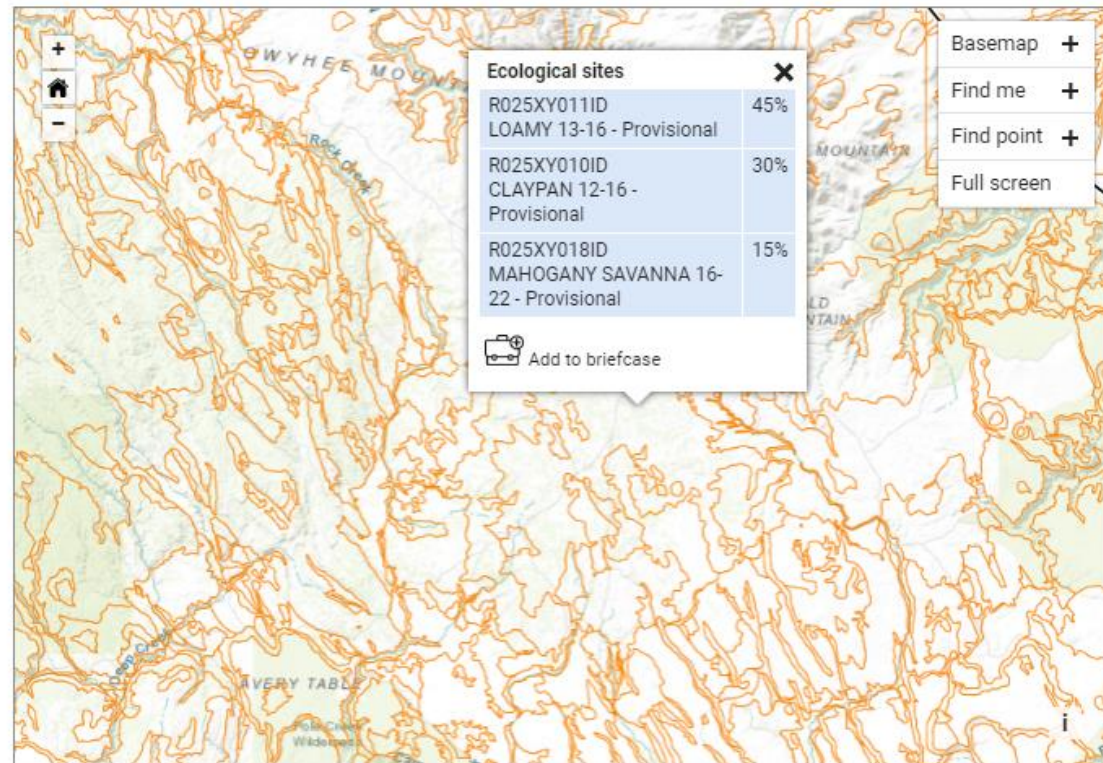 +
−
OWYHEE MOUNT
Rock Creek
Ecological sites
R025XY011ID
LOAMY 13-16 - Provisional
45%
R025XY010ID
CLAYPAN 12-16 -
Provisional
30%
R025XY018ID
MAHOGANY SAVANNA 16-
22 - Provisional
15%
Add to briefcase
MOUNTAIN
Basemap +
Find me +
Find point +
Full screen
Deep Creek
AVERY TABLE
i